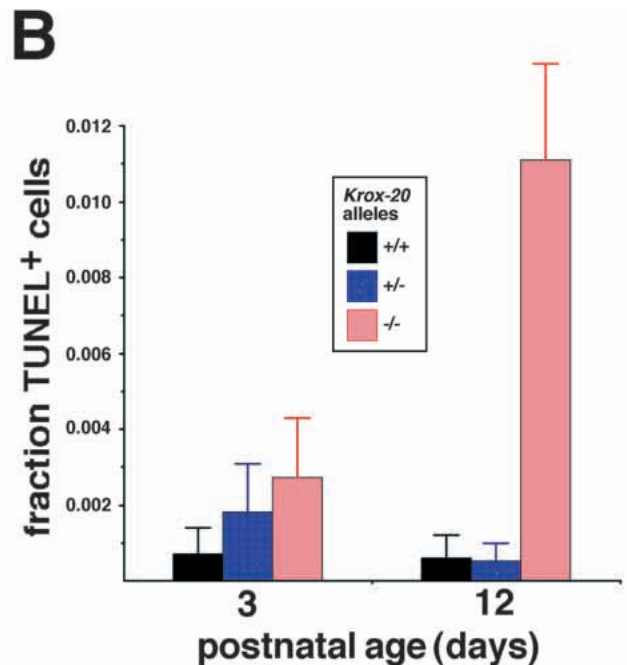 B
fraction TUNEL+ cells
0.012
0.010
0.008
0.006
0.004
0.002
Krox-20
alleles
+/+
+/-
-/-
3
12
postnatal age (days)